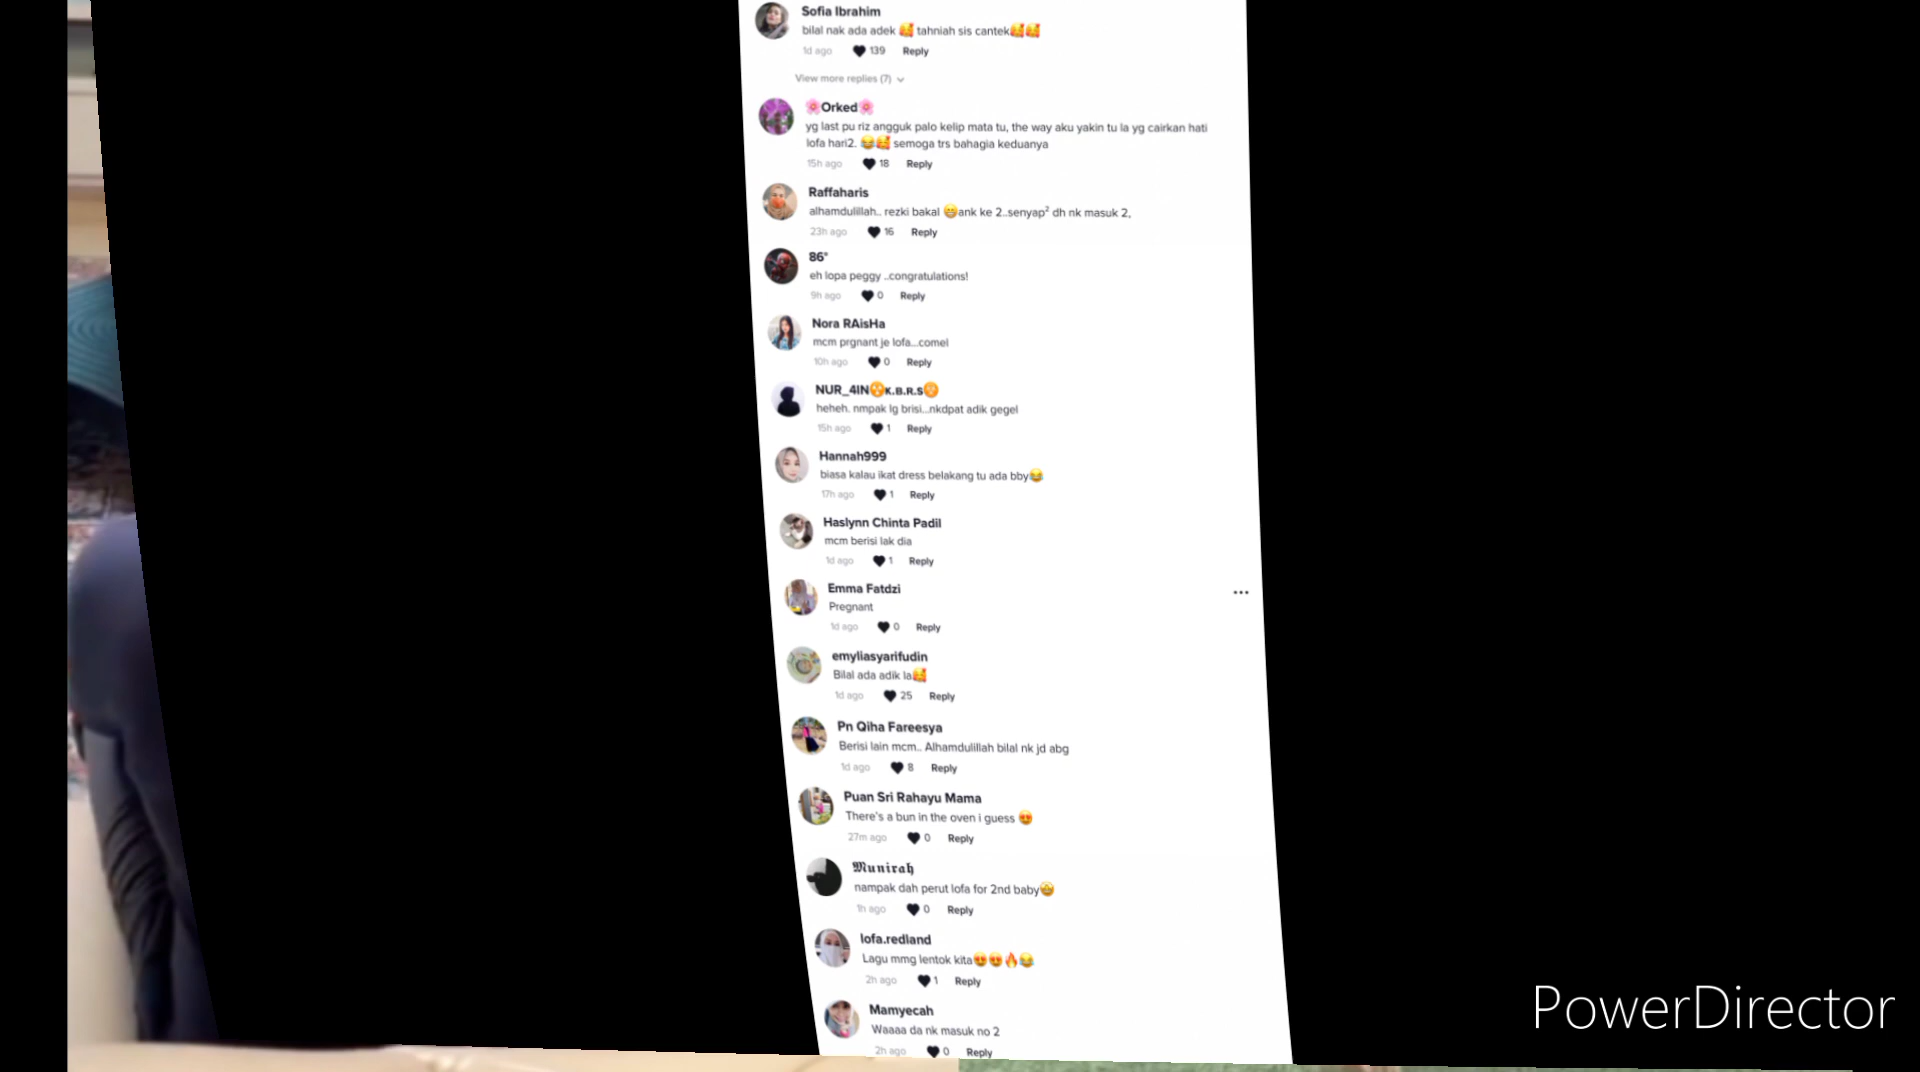 Sofia Ibrahim
bilal nak ada adek 🥰 tahniah sis cantek🥰🥰
1d ago 139 Reply
View more replies (7)
🌸Orked🌸
yg last pu riz angguk palo kelip mata tu, the way aku yakin tu la yg cairkan hati
lofa hari2. 😂🥰 semoga trs bahagia keduanya
15h ago 18 Reply
Raffaharis
alhamdulillah.. rezki bakal 😁ank ke 2..senyap² dh nk masuk 2,
23h ago 16 Reply
86"
eh lopa peggy ..congratulations!
9h ago 0 Reply
Nora RAisHa
mcm prgnant je lofa...comel
10h ago 0 Reply
NUR_4IN ᴋ.ʙ.ʀ.s
heheh. nmpak lg brisi...nkdpat adik gegel
15h ago 1 Reply
Hannah999
biasa kalau ikat dress belakang tu ada bby😂
17h ago 1 Reply
Haslynn Chinta Padil
mcm berisi lak dia
1d ago 1 Reply
Emma Fatdzi
Pregnant
1d ago 0 Reply
emyliasyarifudin
Bilal ada adik la🥰
1d ago 25 Reply
Pn Qiha Fareesya
Berisi lain mcm.. Alhamdulillah bilal nk jd abg
1d ago 8 Reply
Puan Sri Rahayu Mama
There's a bun in the oven i guess 😍
27m ago 0 Reply
𝕸𝖚𝖓𝖎𝖗𝖆𝖍
nampak dah perut lofa for 2nd baby🤩
1h ago 0 Reply
lofa.redland
Lagu mmg lentok kita😍😍🔥😂
2h ago 1 Reply
Mamyecah
Waaaa da nk masuk no 2
2h ago 0 Reply
PowerDirector